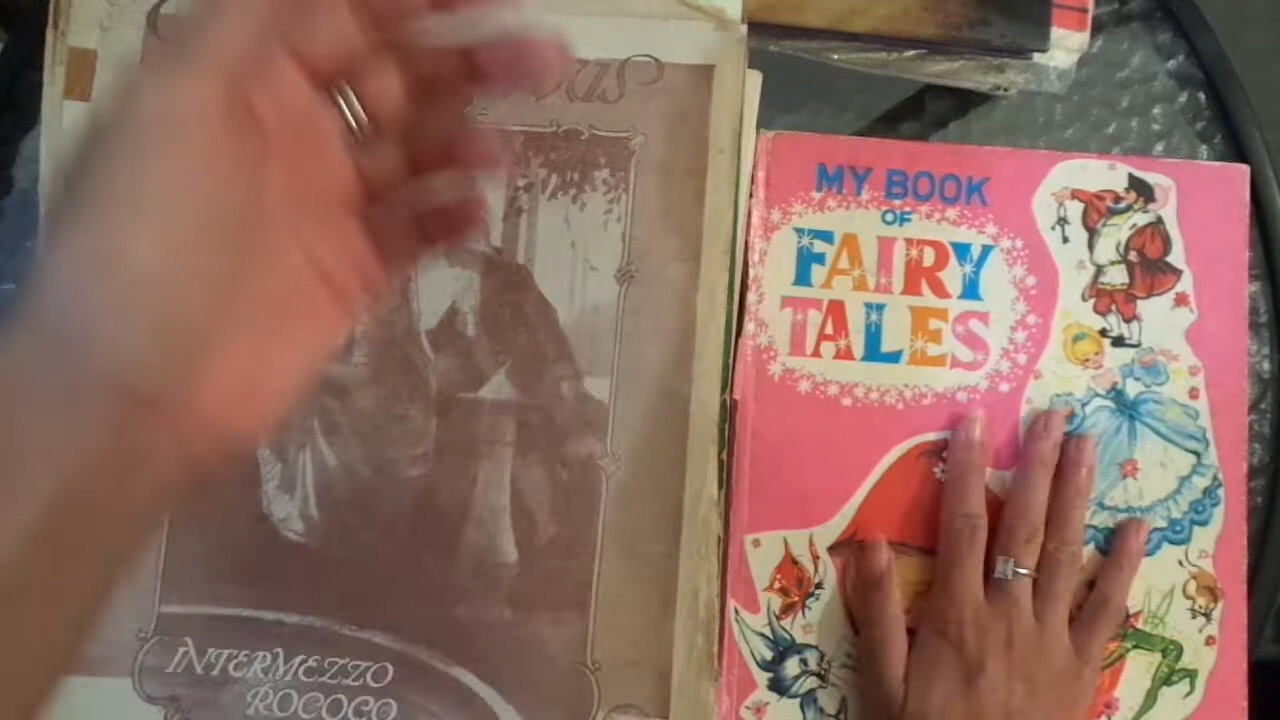 INTERMEZZO
ROCOCO
MY BOOK
OF
FAIRY
TALES